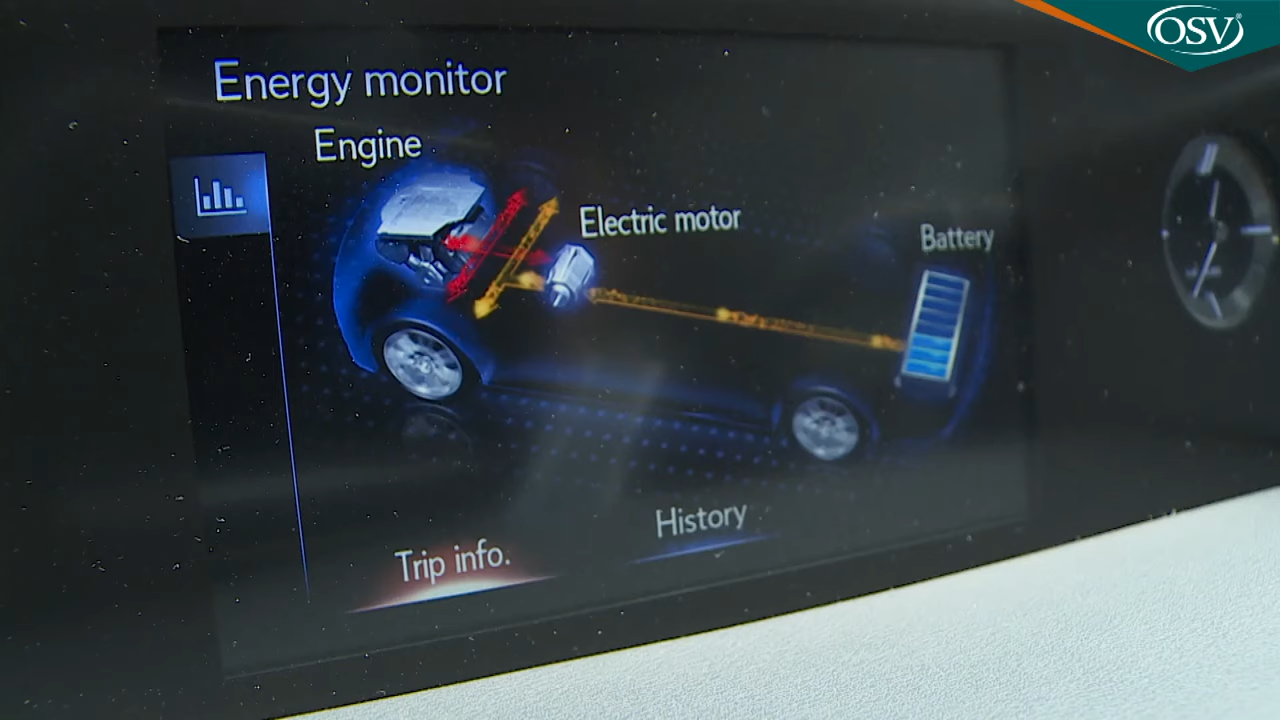 OSV
Energy monitor
Engine
Electric motor
Battery
History
Trip info.